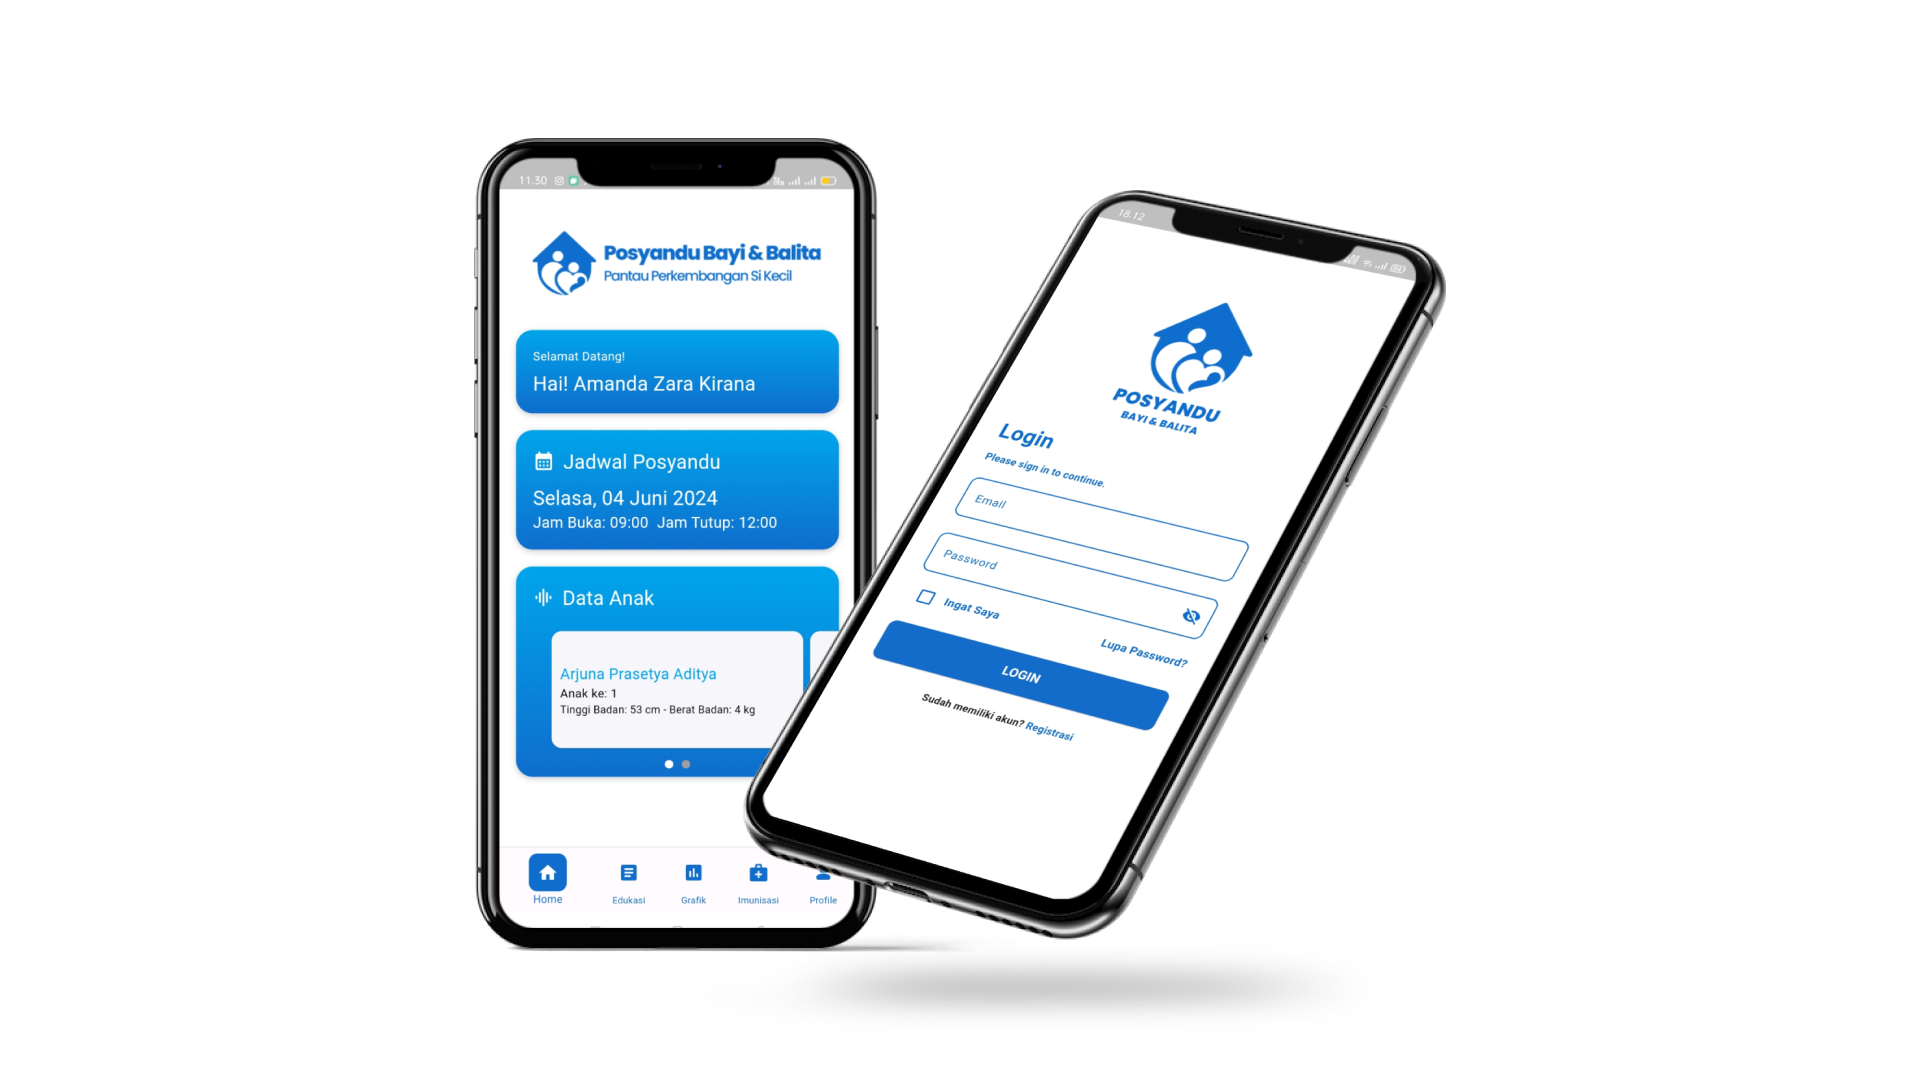 11.30
Posyandu Bayi & Balita
Pantau Perkembangan Si Kecil
Selamat Datang!
Hai! Amanda Zara Kirana
Jadwal Posyandu
Selasa, 04 Juni 2024
Jam Buka: 09:00 Jam Tutup: 12:00
Data Anak
Arjuna Prasetya Aditya
Anak ke: 1
Tinggi Badan: 53 cm - Berat Badan: 4 kg
Home
Edukasi
Grafik
Imunisasi
Profile
18.12
POSYANDU
BAYI & BALITA
Login
Please sign in to continue.
Email
Password
Ingat Saya
Lupa Password?
LOGIN
Sudah memiliki akun? Registrasi